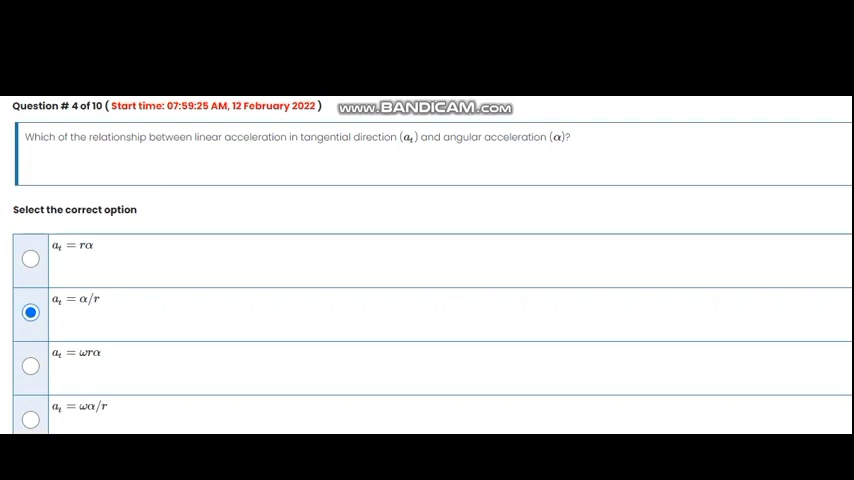 Question # 4 of 10 ( Start time: 07:59:25 AM, 12 February 2022 ) www.BANDICAM.com
Which of the relationship between linear acceleration in tangential direction (aₜ) and angular acceleration (α)?
Select the correct option
aₜ = rα
aₜ = α/r
aₜ = ωrα
aₜ = ωα/r